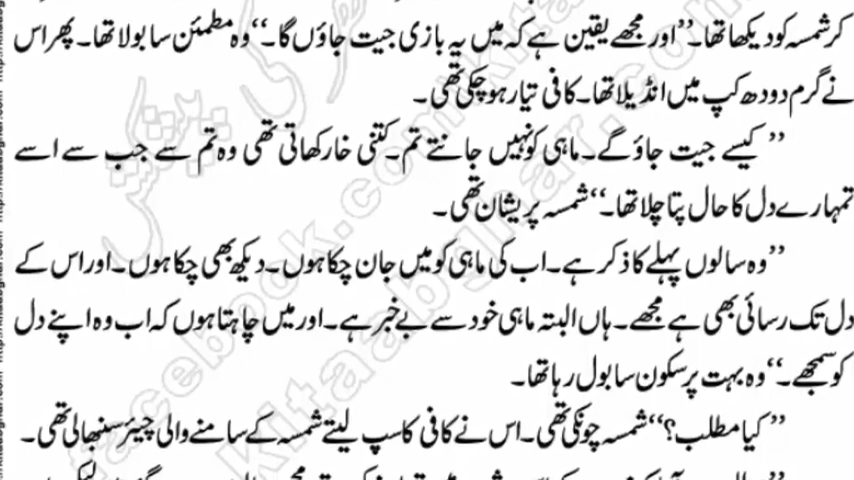 کر شمسہ کو دیکھا تھا۔ ’’اور مجھے یقین ہے کہ میں یہ بازی جیت جاؤں گا۔‘‘ وہ مطمئن سا بولا تھا۔ پھر اس
نے گرم دودھ کپ میں انڈیلا تھا۔ کافی تیار ہو چکی تھی۔
’’کیسے جیت جاؤ گے۔ ماہی کو نہیں جانتے تم۔ کتنی خار کھاتی تھی وہ تم سے جب سے اسے
تمہارے دل کا حال پتا چلا تھا۔‘‘ شمسہ پریشان تھی۔
’’وہ سالوں پہلے کا ذکر ہے۔ اب کی ماہی کو میں جان چکا ہوں۔ دیکھ بھی چکا ہوں۔ اور اس کے
دل تک رسائی بھی ہے مجھے۔ ہاں البتہ ماہی خود سے بے خبر ہے۔ اور میں چاہتا ہوں کہ اب وہ اپنے دل
کو سمجھے۔‘‘ وہ بہت پرسکون سا بول رہا تھا۔
’’کیا مطلب؟‘‘ شمسہ چونکی تھی۔ اس نے کافی کا سپ لیتے شمسہ کے سامنے والی چیئر سنبھالی تھی۔